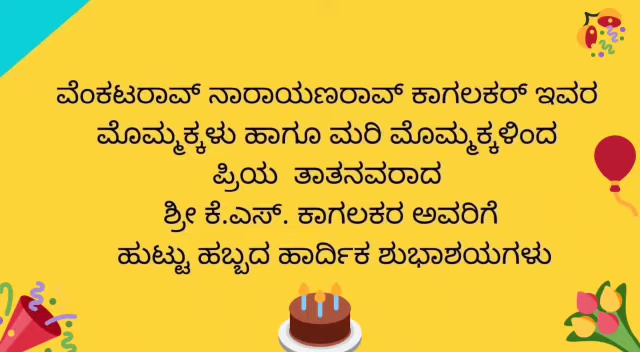 ವೆಂಕಟರಾವ್ ನಾರಾಯಣರಾವ್ ಕಾಗಲಕರ್ ಇವರ
ಮೊಮ್ಮಕ್ಕಳು ಹಾಗೂ ಮರಿ ಮೊಮ್ಮಕ್ಕಳಿಂದ
ಪ್ರಿಯ ತಾತನವರಾದ
ಶ್ರೀ ಕೆ.ಎಸ್. ಕಾಗಲಕರ ಅವರಿಗೆ
ಹುಟ್ಟು ಹಬ್ಬದ ಹಾರ್ದಿಕ ಶುಭಾಶಯಗಳು